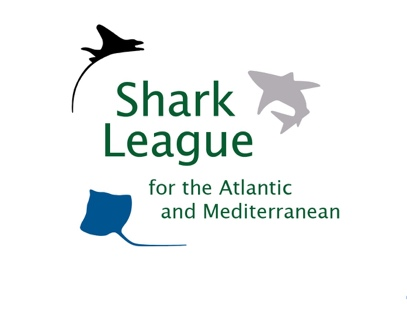 Shark
League
for the Atlantic
and Mediterranean